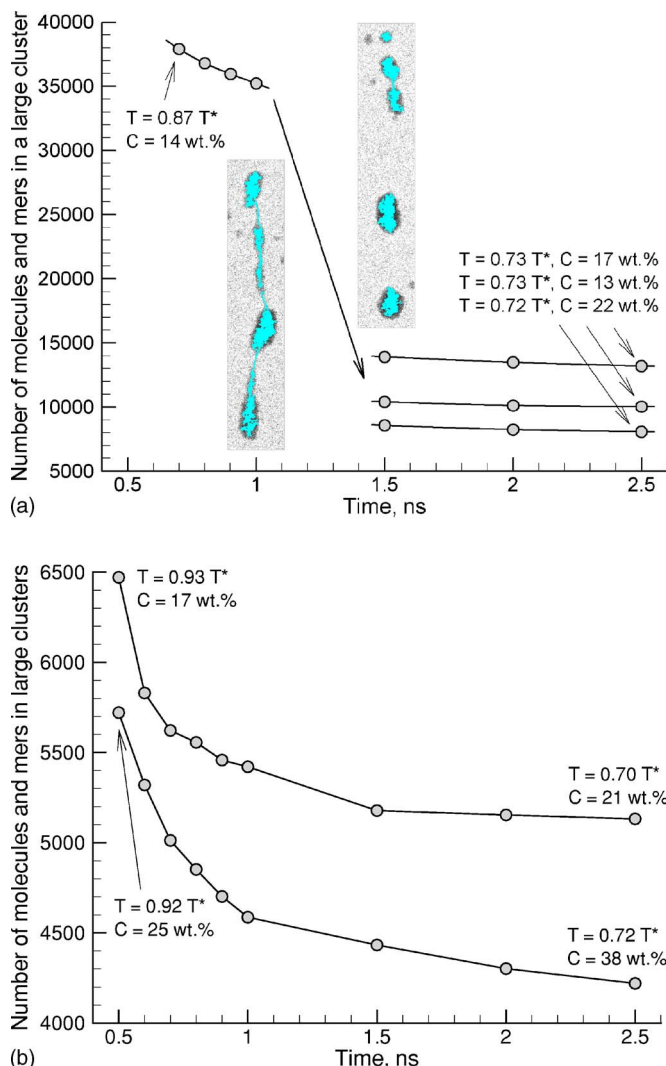 40000
35000
30000
25000
20000
15000
10000
5000
Number of molecules and mers in a large cluster
T = 0.87 T*
C = 14 wt.%
T = 0.73 T*, C = 17 wt.%
T = 0.73 T*, C = 13 wt.%
T = 0.72 T*, C = 22 wt.%
0.5 1 1.5 2 2.5
(a)
Time, ns
6500
6000
5500
5000
4500
4000
Number of molecules and mers in large clusters
T = 0.93 T*
C = 17 wt.%
T = 0.70 T*
C = 21 wt.%
T = 0.92 T*
C = 25 wt.%
T = 0.72 T*
C = 38 wt.%
0.5 1 1.5 2 2.5
(b)
Time, ns